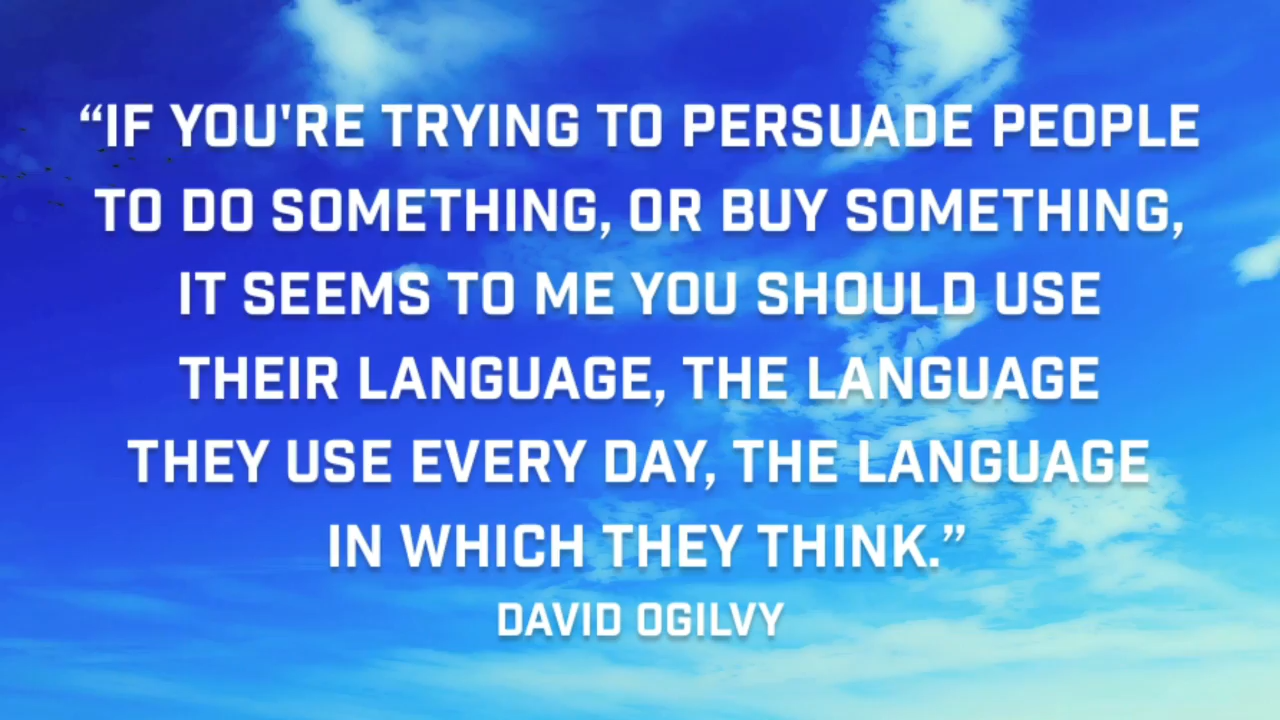 “IF YOU'RE TRYING TO PERSUADE PEOPLE
TO DO SOMETHING, OR BUY SOMETHING,
IT SEEMS TO ME YOU SHOULD USE
THEIR LANGUAGE, THE LANGUAGE
THEY USE EVERY DAY, THE LANGUAGE
IN WHICH THEY THINK.”
DAVID OGILVY